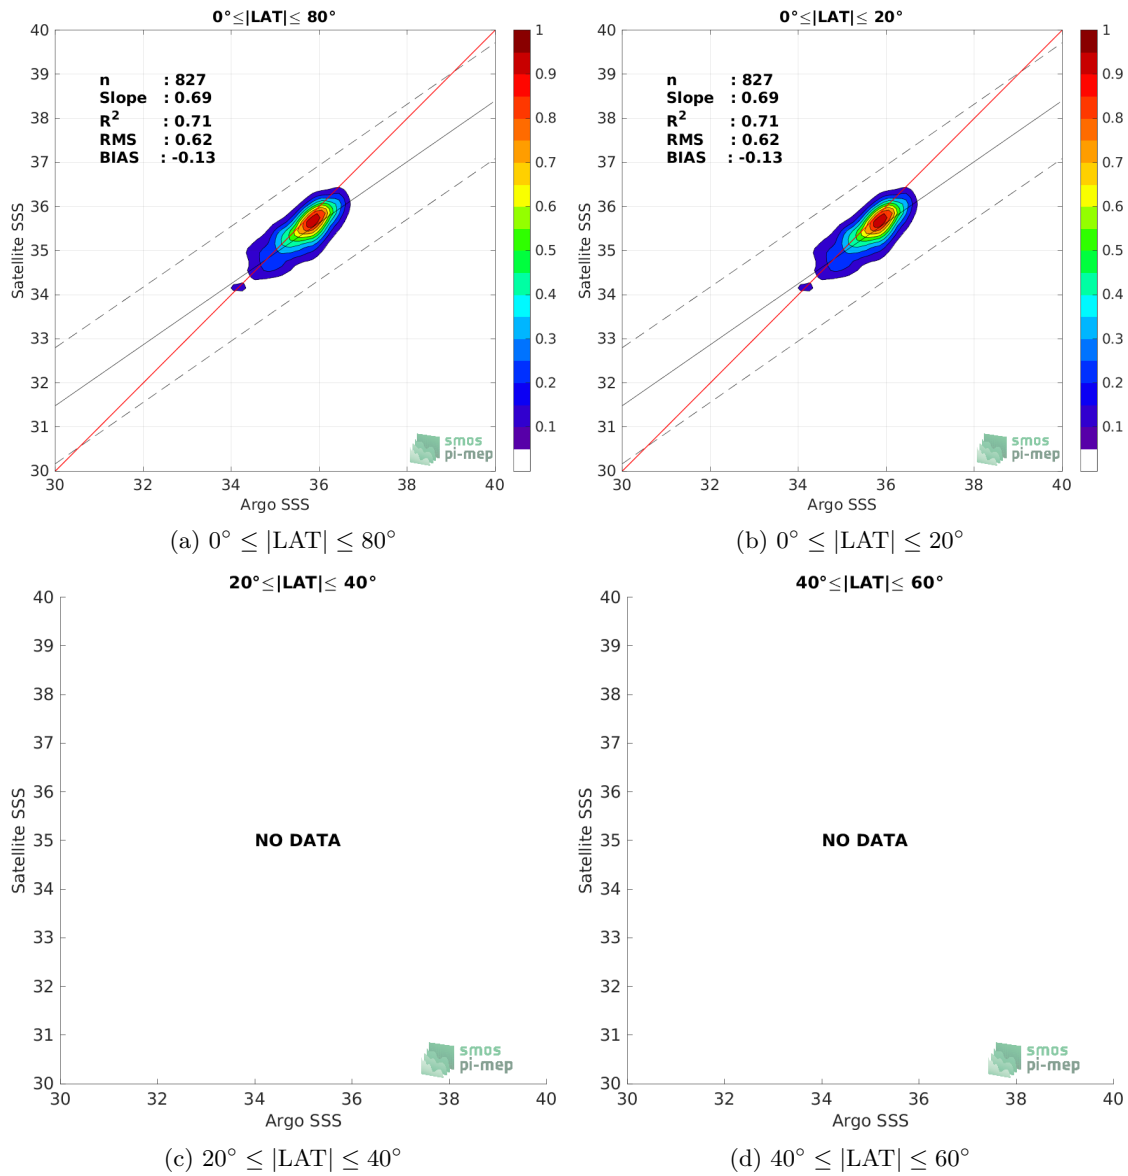 0°≤|LAT|≤ 80°
40
39
38
37
36
35
34
33
32
31
30
Satellite SSS
n : 827
Slope : 0.69
R² : 0.71
RMS : 0.62
BIAS : -0.13
1
0.9
0.8
0.7
0.6
0.5
0.4
0.3
0.2
0.1
smos
pi-mep
30 32 34 36 38 40
Argo SSS
(a) 0° ≤ |LAT| ≤ 80°
0°≤|LAT|≤ 20°
40
39
38
37
36
35
34
33
32
31
30
Satellite SSS
n : 827
Slope : 0.69
R² : 0.71
RMS : 0.62
BIAS : -0.13
1
0.9
0.8
0.7
0.6
0.5
0.4
0.3
0.2
0.1
smos
pi-mep
30 32 34 36 38 40
Argo SSS
(b) 0° ≤ |LAT| ≤ 20°
20°≤|LAT|≤ 40°
40
39
38
37
36
35
34
33
32
31
30
Satellite SSS
NO DATA
smos
pi-mep
30 32 34 36 38 40
Argo SSS
(c) 20° ≤ |LAT| ≤ 40°
40°≤|LAT|≤ 60°
40
39
38
37
36
35
34
33
32
31
30
Satellite SSS
NO DATA
smos
pi-mep
30 32 34 36 38 40
Argo SSS
(d) 40° ≤ |LAT| ≤ 60°